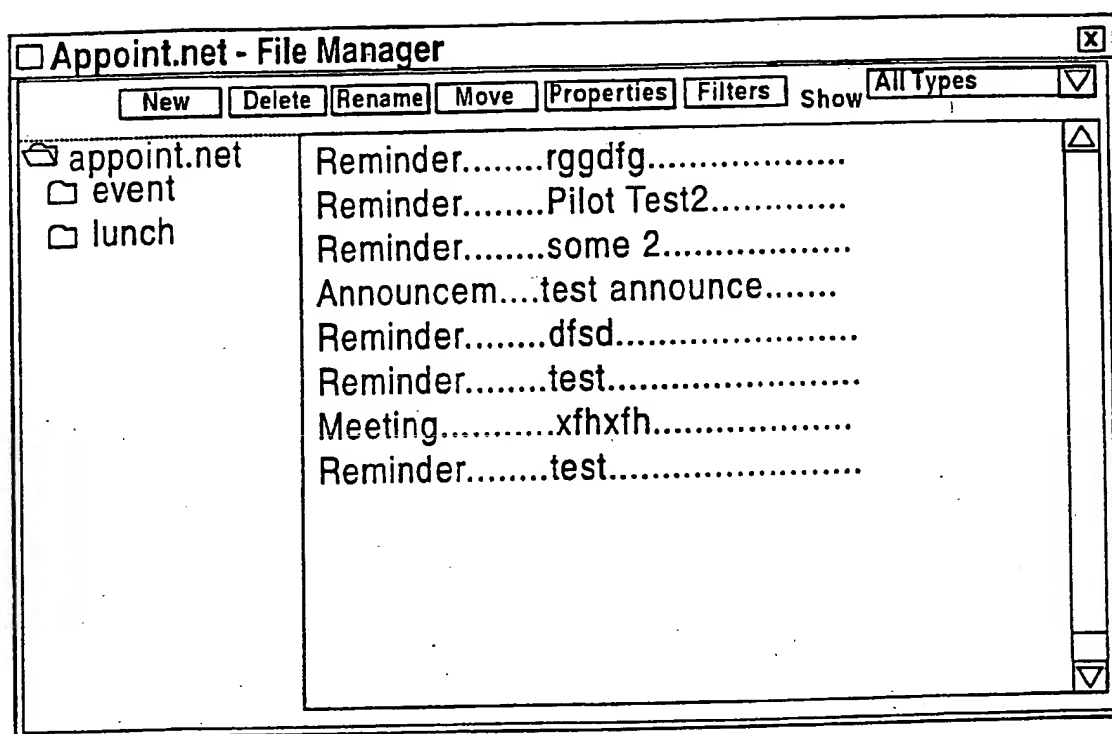 Appoint.net - File Manager X
New Delete Rename Move Properties Filters Show All Types
appoint.net
event
lunch
Reminder........rggdfg...................
Reminder........Pilot Test2.............
Reminder........some 2..................
Announcem....test announce.......
Reminder........dfsd.......................
Reminder........test........................
Meeting...........xfhxfh...................
Reminder........test........................